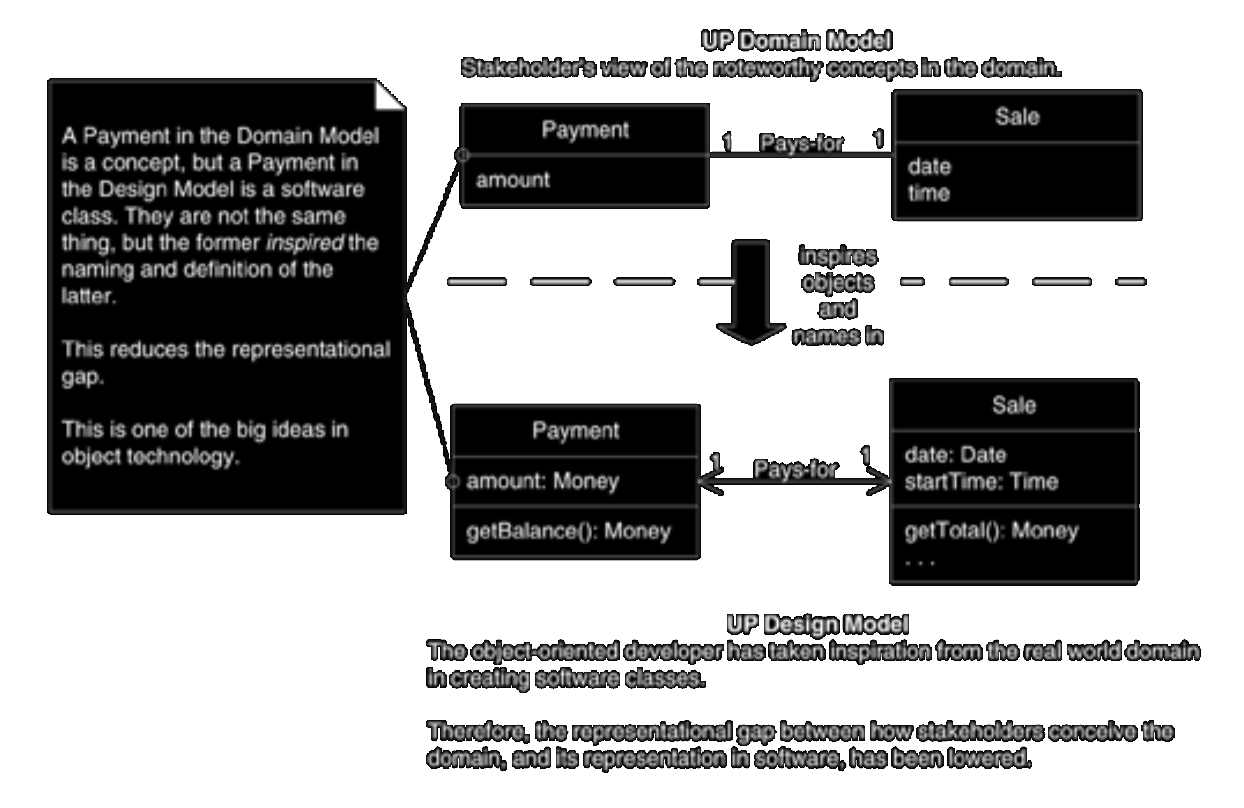 UP Domain Model
Stakeholder's view of the noteworthy concepts in the domain.
A Payment in the Domain Model
is a concept, but a Payment in
the Design Model is a software
class. They are not the same
thing, but the former inspired the
naming and definition of the
latter.
This reduces the representational
gap.
This is one of the big ideas in
object technology.
Payment
amount
1 Pays-for 1
Sale
date
time
inspires
objects
and
names in
Payment
amount: Money
getBalance(): Money
1 Pays-for 1
Sale
date: Date
startTime: Time
getTotal(): Money
. . .
UP Design Model
The object-oriented developer has taken inspiration from the real world domain
in creating software classes.
Therefore, the representational gap between how stakeholders conceive the
domain, and its representation in software, has been lowered.